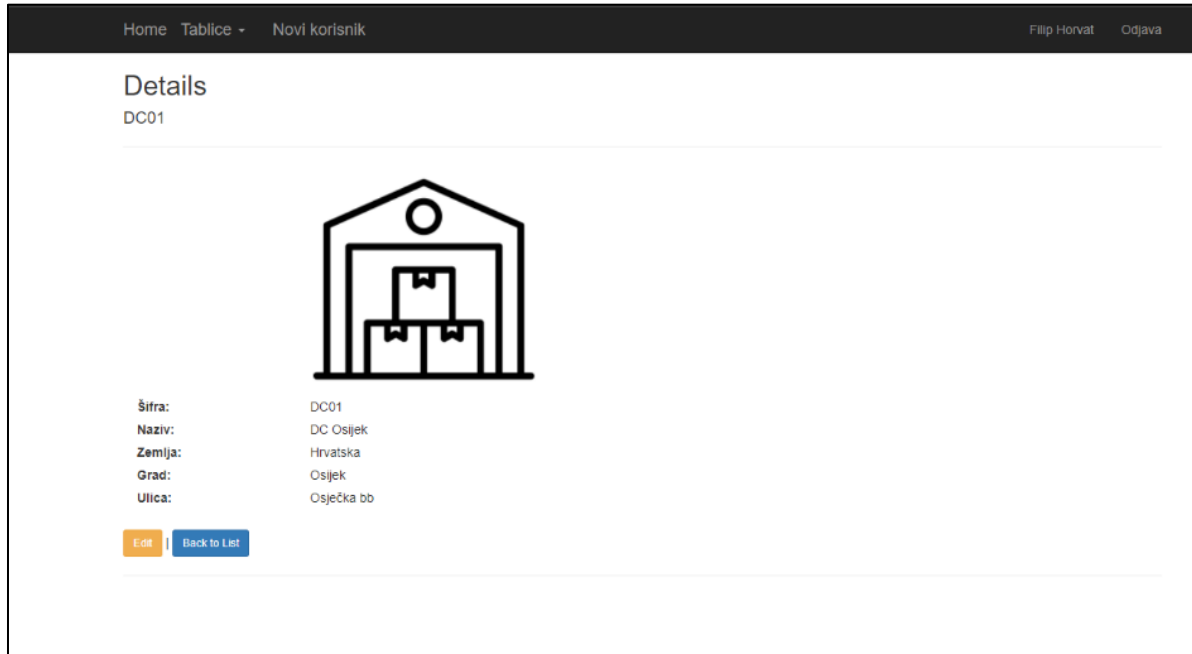 Home Tablice Novi korisnik Filip Horvat Odjava
Details
DC01
Šifra: DC01
Naziv: DC Osijek
Zemlja: Hrvatska
Grad: Osijek
Ulica: Osječka bb
Edit | Back to List